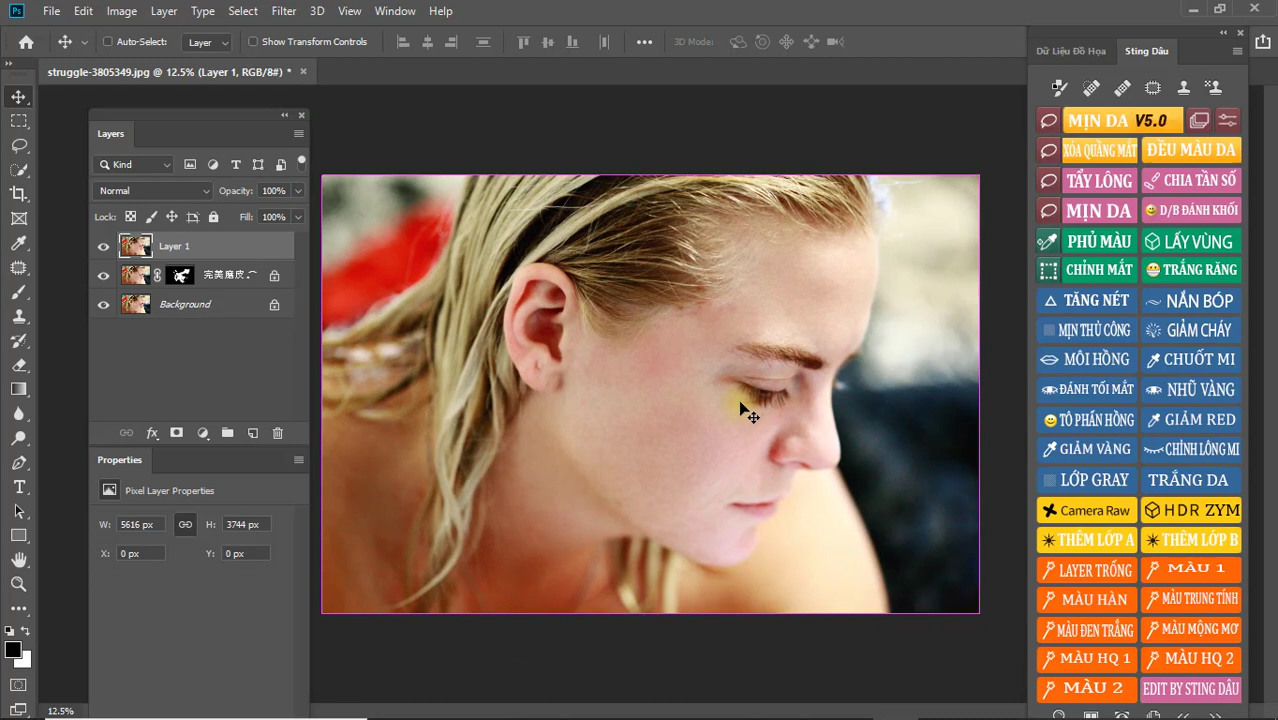 Ps File Edit Image Layer Type Select Filter 3D View Window Help
Auto-Select: Layer Show Transform Controls 3D Mode:
struggle-3805349.jpg @ 12.5% (Layer 1, RGB/8#) *
Layers
Kind
Normal Opacity: 100%
Lock: Fill: 100%
Layer 1
完美磨皮
Background
Properties
Pixel Layer Properties
W: 5616 px H: 3744 px
X: 0 px Y: 0 px
12.5%
Dữ Liệu Đồ Họa Sting Dâu
MỊN DA V5.0
XÓA QUẦNG MẮT ĐỀU MÀU DA
TẨY LÔNG CHIA TẦN SỐ
MỊN DA D/B ĐÁNH KHỐI
PHỦ MÀU LẤY VÙNG
CHỈNH MẮT TRẮNG RĂNG
TĂNG NÉT NẮN BÓP
MỊN THỦ CÔNG GIẢM CHÁY
MÔI HỒNG CHUỐT MI
ĐÁNH TỐI MẮT NHŨ VÀNG
TÔ PHẤN HỒNG GIẢM RED
GIẢM VÀNG CHỈNH LÔNG MI
LỚP GRAY TRẮNG DA
Camera Raw HDR ZYM
THÊM LỚP A THÊM LỚP B
LAYER TRỐNG MÀU 1
MÀU HÀN MÀU TRUNG TÍNH
MÀU ĐEN TRẮNG MÀU MỘNG MƠ
MÀU HQ 1 MÀU HQ 2
MÀU 2 EDIT BY STING DÂU